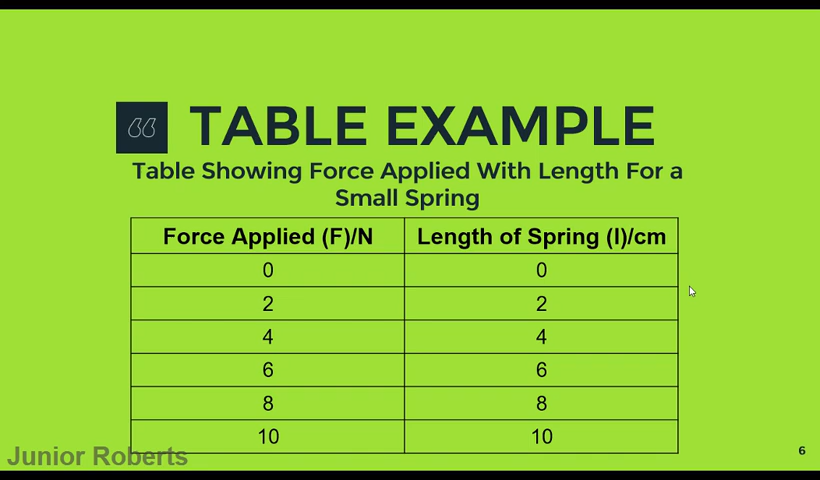 TABLE EXAMPLE
Table Showing Force Applied With Length For a
Small Spring
Force Applied (F)/N Length of Spring (l)/cm
0 0
2 2
4 4
6 6
8 8
10 10
Junior Roberts
6